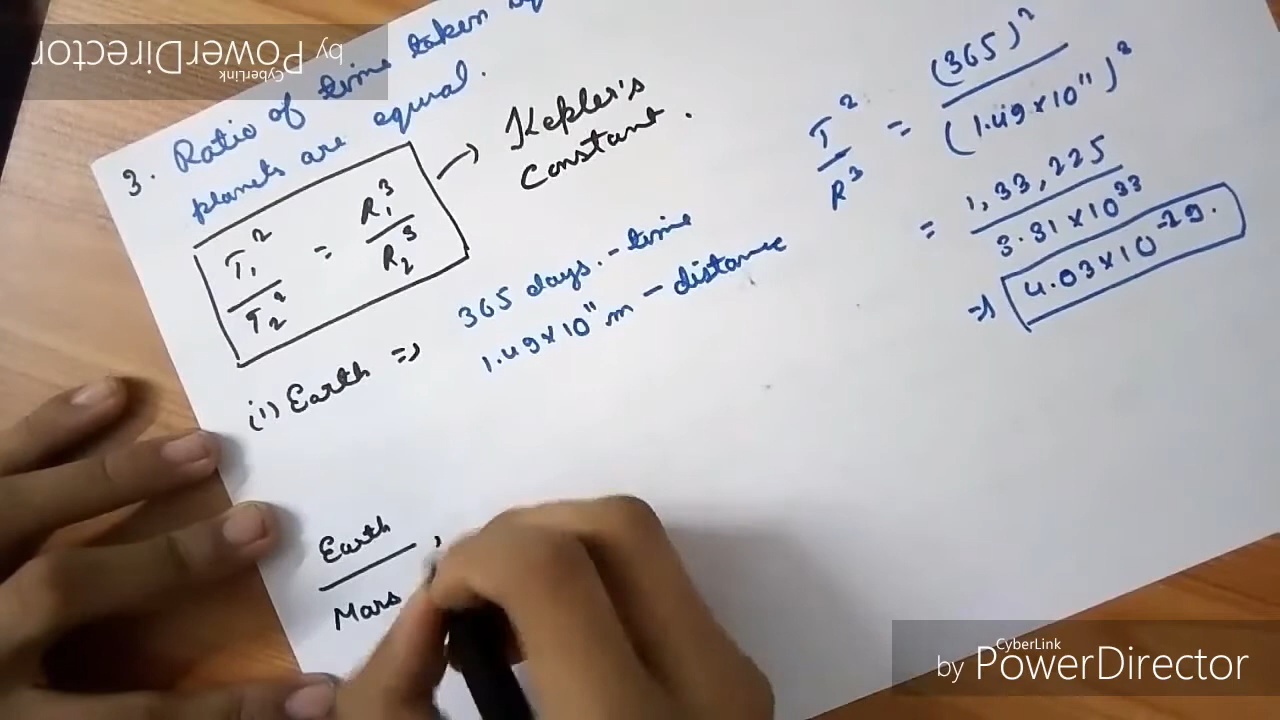 3. Ratio of time taken by
planets are equal.
T₁² / T₂² = R₁³ / R₂³
Kepler's
Constant.
(i) Earth => 365 days. - time
1.49 x 10¹¹ m - distance
Earth / Mars ,
T² / R³ = (365)² / (1.49 x 10¹¹)³
= 1,33,225 / 3.31 x 10³³
=> 4.03 x 10⁻²⁹.
by CyberLink PowerDirector
CyberLink
by PowerDirector